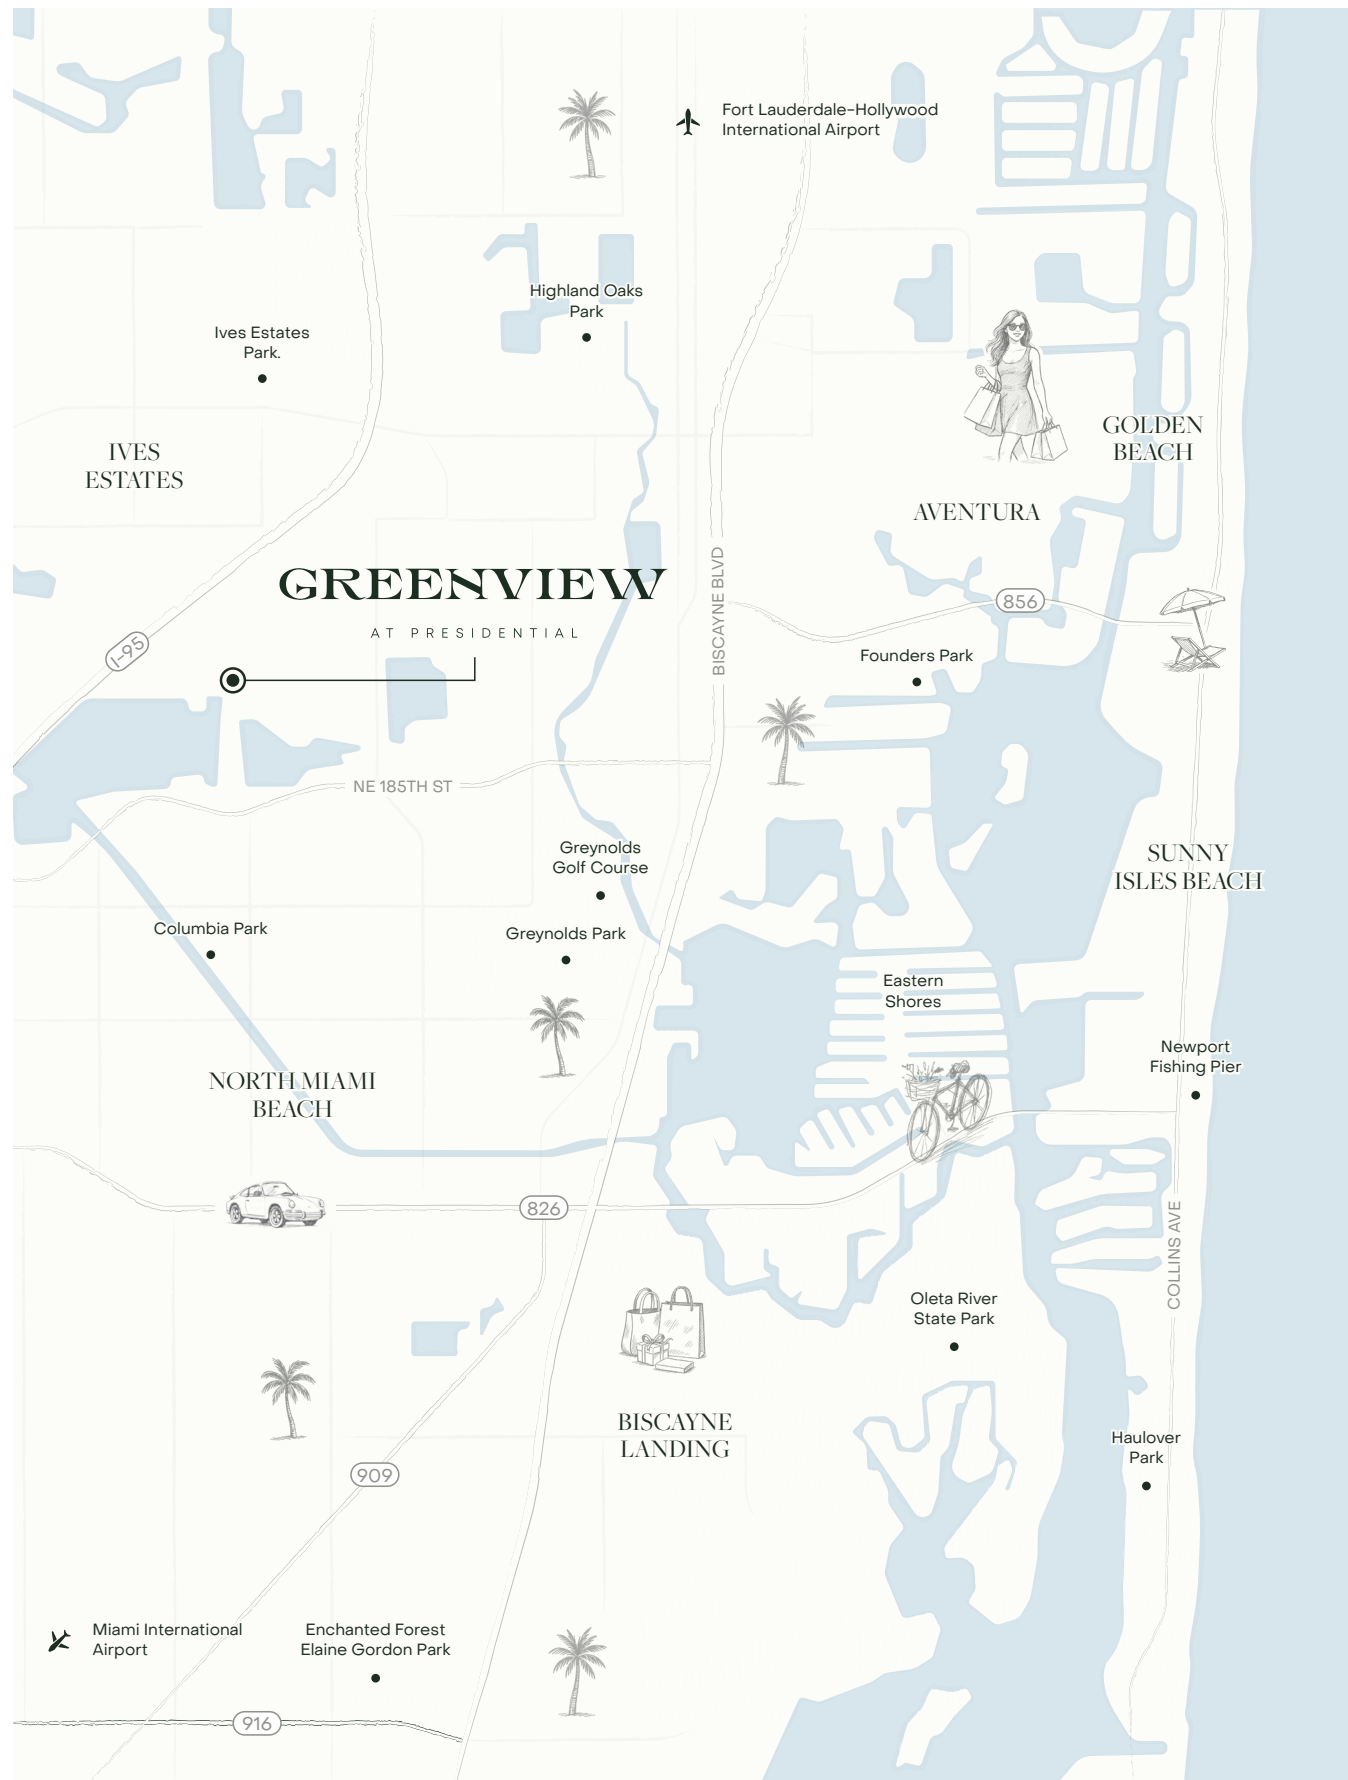 Fort Lauderdale-Hollywood
International Airport
Highland Oaks
Park
Ives Estates
Park.
GOLDEN
BEACH
IVES
ESTATES
AVENTURA
GREENVIEW
AT PRESIDENTIAL
BISCAYNE BLVD
856
I-95
Founders Park
NE 185TH ST
Greynolds
Golf Course
SUNNY
ISLES BEACH
Columbia Park
Greynolds Park
Eastern
Shores
Newport
Fishing Pier
NORTH MIAMI
BEACH
826
COLLINS AVE
Oleta River
State Park
BISCAYNE
LANDING
Haulover
Park
909
Miami International
Airport
Enchanted Forest
Elaine Gordon Park
916